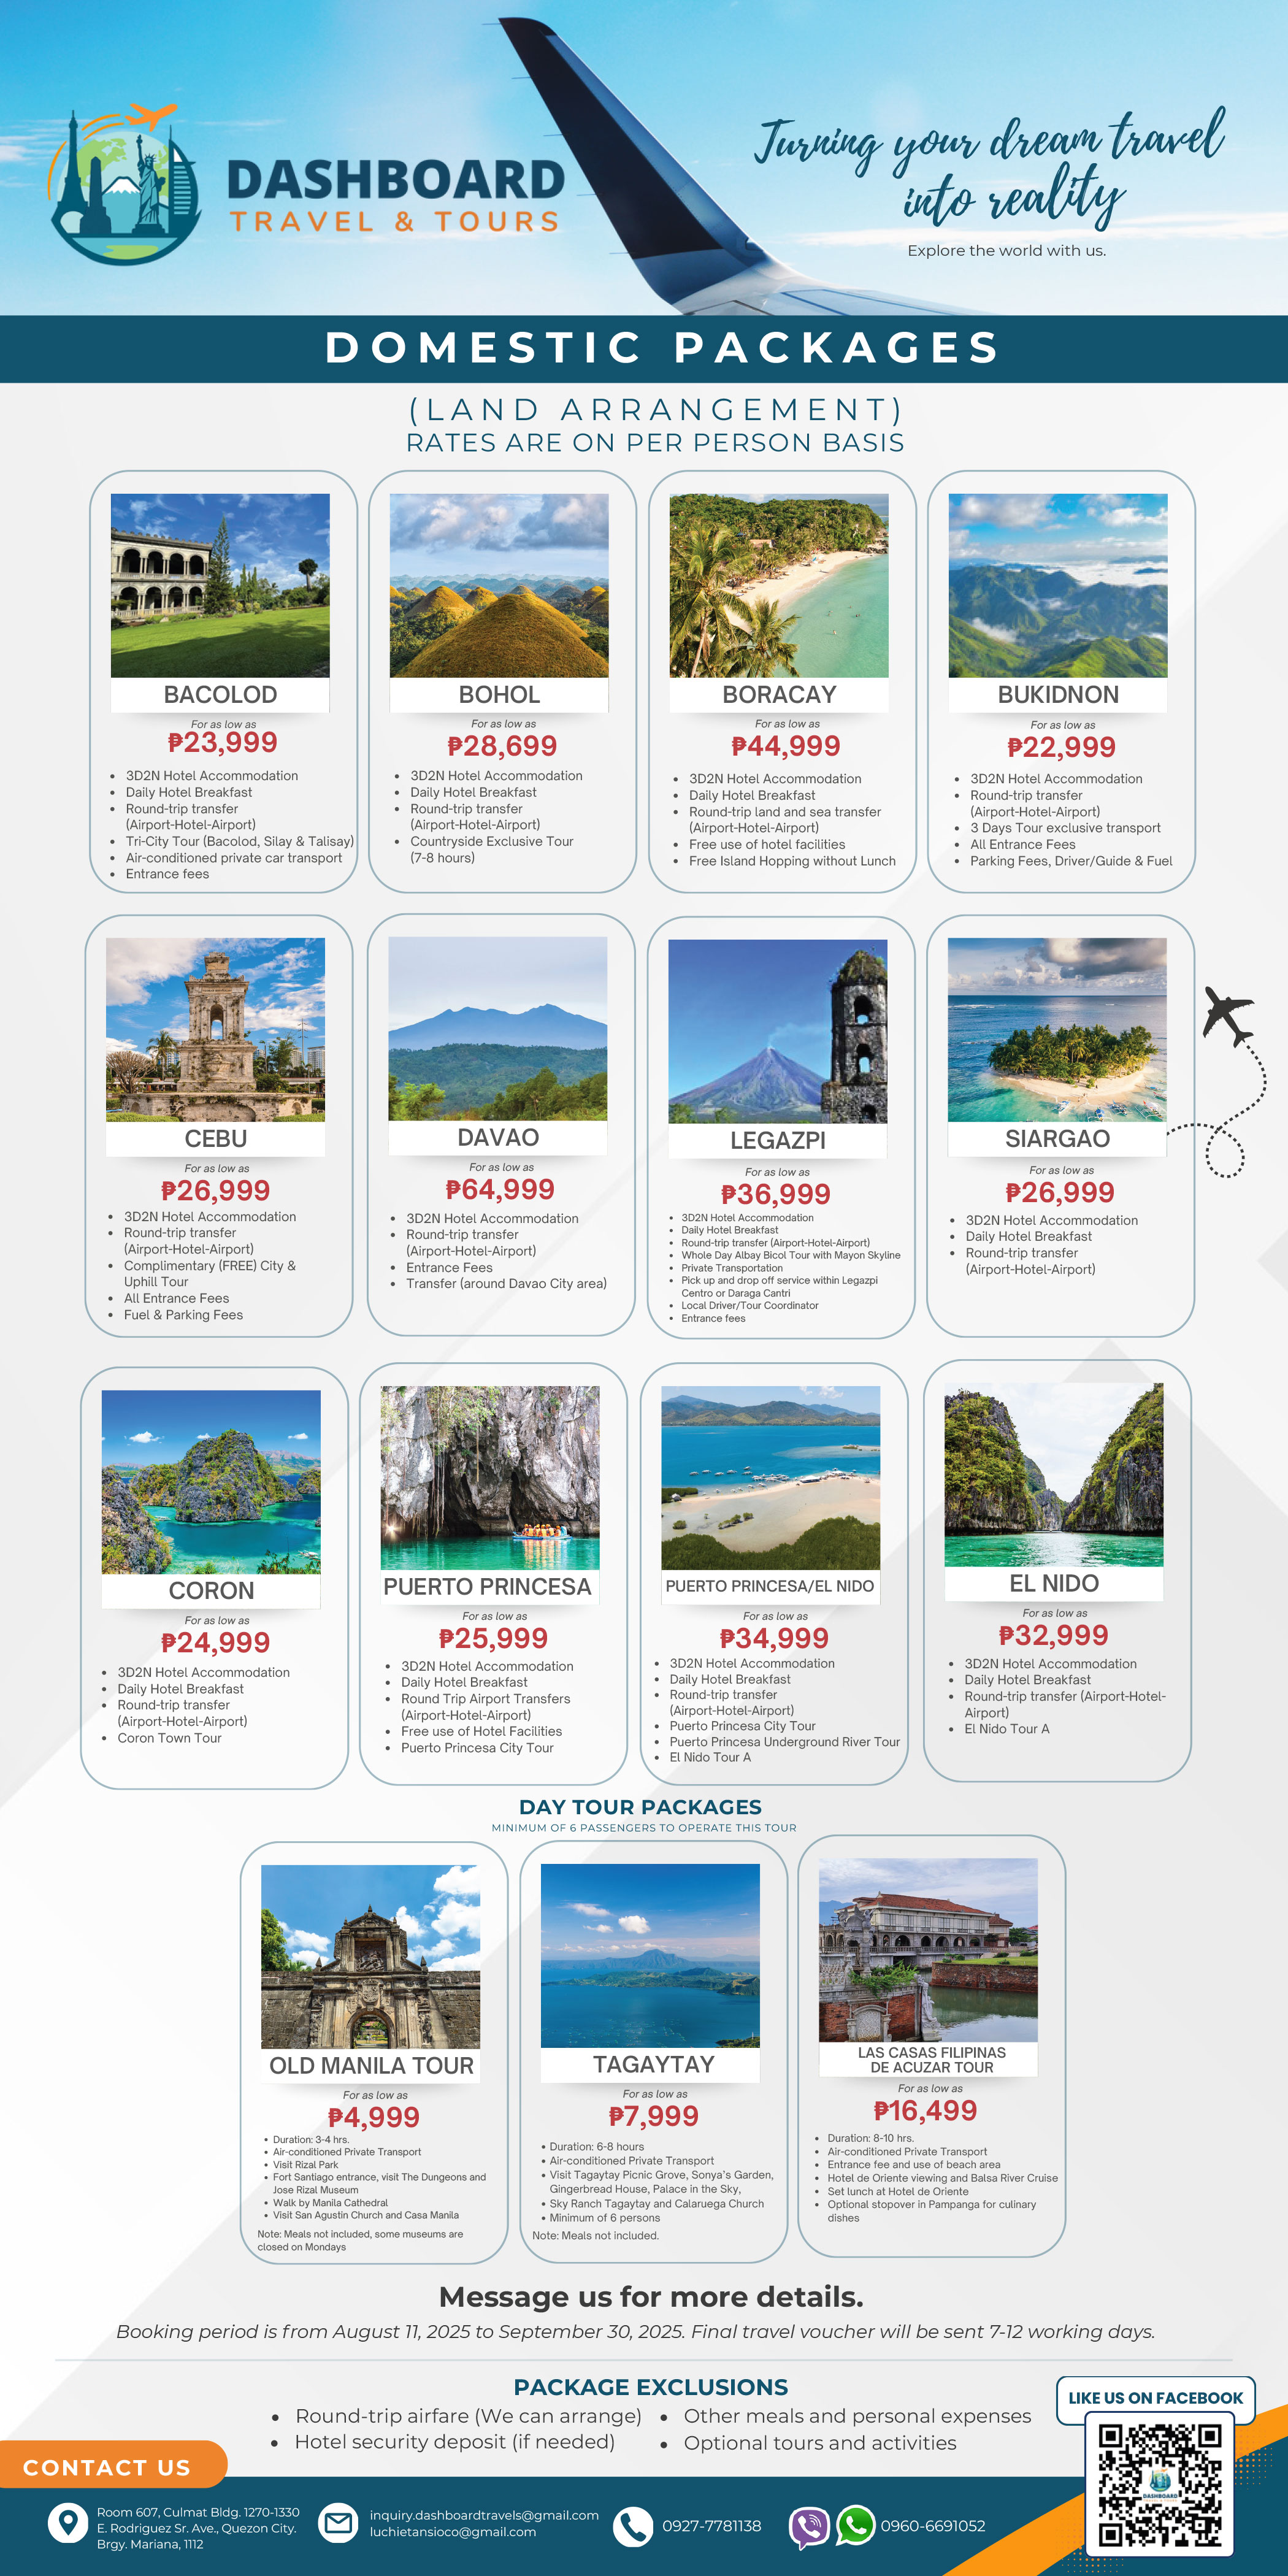 DASHBOARD
TRAVEL & TOURS
Turning your dream travel
into reality
Explore the world with us.
DOMESTIC PACKAGES
(LAND ARRANGEMENT)
RATES ARE ON PER PERSON BASIS
BACOLOD
For as low as
₱23,999
• 3D2N Hotel Accommodation
• Daily Hotel Breakfast
• Round-trip transfer
(Airport-Hotel-Airport)
• Tri-City Tour (Bacolod, Silay & Talisay)
• Air-conditioned private car transport
• Entrance fees
BOHOL
For as low as
₱28,699
• 3D2N Hotel Accommodation
• Daily Hotel Breakfast
• Round-trip transfer
(Airport-Hotel-Airport)
• Countryside Exclusive Tour
(7-8 hours)
BORACAY
For as low as
₱44,999
• 3D2N Hotel Accommodation
• Daily Hotel Breakfast
• Round-trip land and sea transfer
(Airport-Hotel-Airport)
• Free use of hotel facilities
• Free Island Hopping without Lunch
BUKIDNON
For as low as
₱22,999
• 3D2N Hotel Accommodation
• Round-trip transfer
(Airport-Hotel-Airport)
• 3 Days Tour exclusive transport
• All Entrance Fees
• Parking Fees, Driver/Guide & Fuel
CEBU
For as low as
₱26,999
• 3D2N Hotel Accommodation
• Round-trip transfer
(Airport-Hotel-Airport)
• Complimentary (FREE) City &
Uphill Tour
• All Entrance Fees
• Fuel & Parking Fees
DAVAO
For as low as
₱64,999
• 3D2N Hotel Accommodation
• Round-trip transfer
(Airport-Hotel-Airport)
• Entrance Fees
• Transfer (around Davao City area)
LEGAZPI
For as low as
₱36,999
• 3D2N Hotel Accommodation
• Daily Hotel Breakfast
• Round-trip transfer (Airport-Hotel-Airport)
• Whole Day Albay Bicol Tour with Mayon Skyline
• Private Transportation
• Pick up and drop off service within Legazpi
Centro or Daraga Cantri
• Local Driver/Tour Coordinator
• Entrance fees
SIARGAO
For as low as
₱26,999
• 3D2N Hotel Accommodation
• Daily Hotel Breakfast
• Round-trip transfer
(Airport-Hotel-Airport)
CORON
For as low as
₱24,999
• 3D2N Hotel Accommodation
• Daily Hotel Breakfast
• Round-trip transfer
(Airport-Hotel-Airport)
• Coron Town Tour
PUERTO PRINCESA
For as low as
₱25,999
• 3D2N Hotel Accommodation
• Daily Hotel Breakfast
• Round Trip Airport Transfers
(Airport-Hotel-Airport)
• Free use of Hotel Facilities
• Puerto Princesa City Tour
PUERTO PRINCESA/EL NIDO
For as low as
₱34,999
• 3D2N Hotel Accommodation
• Daily Hotel Breakfast
• Round-trip transfer
(Airport-Hotel-Airport)
• Puerto Princesa City Tour
• Puerto Princesa Underground River Tour
• El Nido Tour A
EL NIDO
For as low as
₱32,999
• 3D2N Hotel Accommodation
• Daily Hotel Breakfast
• Round-trip transfer (Airport-Hotel-
Airport)
• El Nido Tour A
DAY TOUR PACKAGES
MINIMUM OF 6 PASSENGERS TO OPERATE THIS TOUR
OLD MANILA TOUR
For as low as
₱4,999
• Duration: 3-4 hrs.
• Air-conditioned Private Transport
• Visit Rizal Park
• Fort Santiago entrance, visit The Dungeons and
Jose Rizal Museum
• Walk by Manila Cathedral
• Visit San Agustin Church and Casa Manila
Note: Meals not included, some museums are
closed on Mondays
TAGAYTAY
For as low as
₱7,999
• Duration: 6-8 hours
• Air-conditioned Private Transport
• Visit Tagaytay Picnic Grove, Sonya's Garden,
Gingerbread House, Palace in the Sky,
• Sky Ranch Tagaytay and Calaruega Church
• Minimum of 6 persons
Note: Meals not included.
LAS CASAS FILIPINAS
DE ACUZAR TOUR
For as low as
₱16,499
• Duration: 8-10 hrs.
• Air-conditioned Private Transport
• Entrance fee and use of beach area
• Hotel de Oriente viewing and Balsa River Cruise
• Set lunch at Hotel de Oriente
• Optional stopover in Pampanga for culinary
dishes
Message us for more details.
Booking period is from August 11, 2025 to September 30, 2025. Final travel voucher will be sent 7-12 working days.
PACKAGE EXCLUSIONS
• Round-trip airfare (We can arrange)
• Hotel security deposit (if needed)
• Other meals and personal expenses
• Optional tours and activities
LIKE US ON FACEBOOK
DASHBOARD
CONTACT US
Room 607, Culmat Bldg. 1270-1330
E. Rodriguez Sr. Ave., Quezon City.
Brgy. Mariana, 1112
inquiry.dashboardtravels@gmail.com
luchietansioco@gmail.com
0927-7781138
0960-6691052